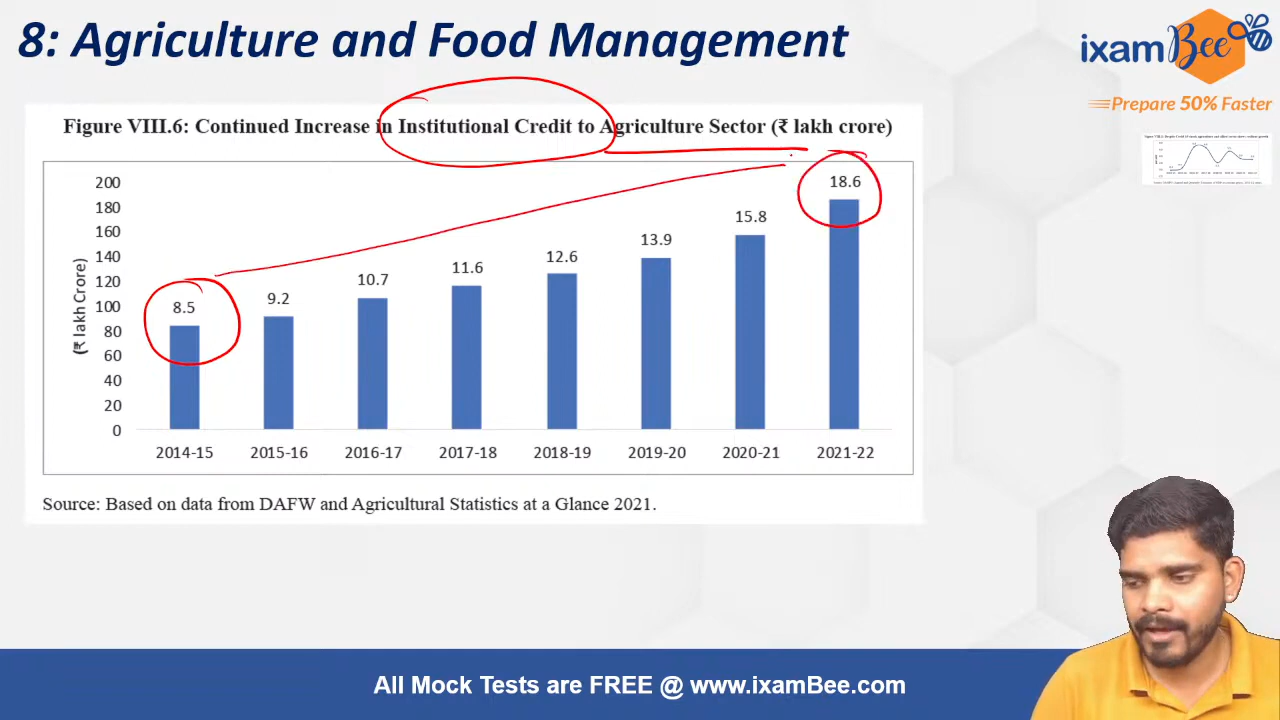 8: Agriculture and Food Management
ixamBee
Prepare 50% Faster
Figure VIII.6: Continued Increase in Institutional Credit to Agriculture Sector (₹ lakh crore)
(₹ lakh Crore)
200
180
160
140
120
100
80
60
40
20
0
8.5
9.2
10.7
11.6
12.6
13.9
15.8
18.6
2014-15 2015-16 2016-17 2017-18 2018-19 2019-20 2020-21 2021-22
Source: Based on data from DAFW and Agricultural Statistics at a Glance 2021.
All Mock Tests are FREE @ www.ixamBee.com